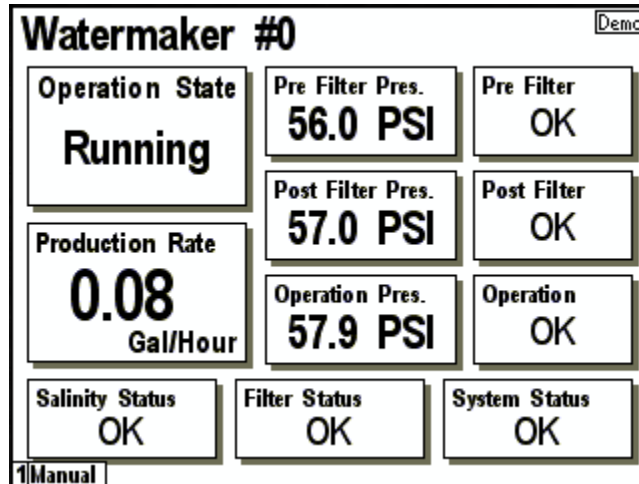 Watermaker #0
Demo
Operation State
Running
Pre Filter Pres.
56.0 PSI
Pre Filter
OK
Post Filter Pres.
57.0 PSI
Post Filter
OK
Production Rate
0.08
Gal/Hour
Operation Pres.
57.9 PSI
Operation
OK
Salinity Status
OK
Filter Status
OK
System Status
OK
1 Manual